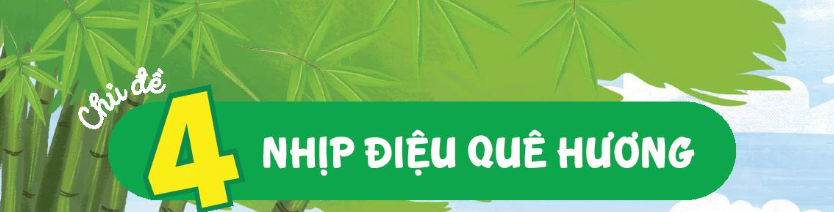 Chủ đề
4
NHỊP ĐIỆU QUÊ HƯƠNG